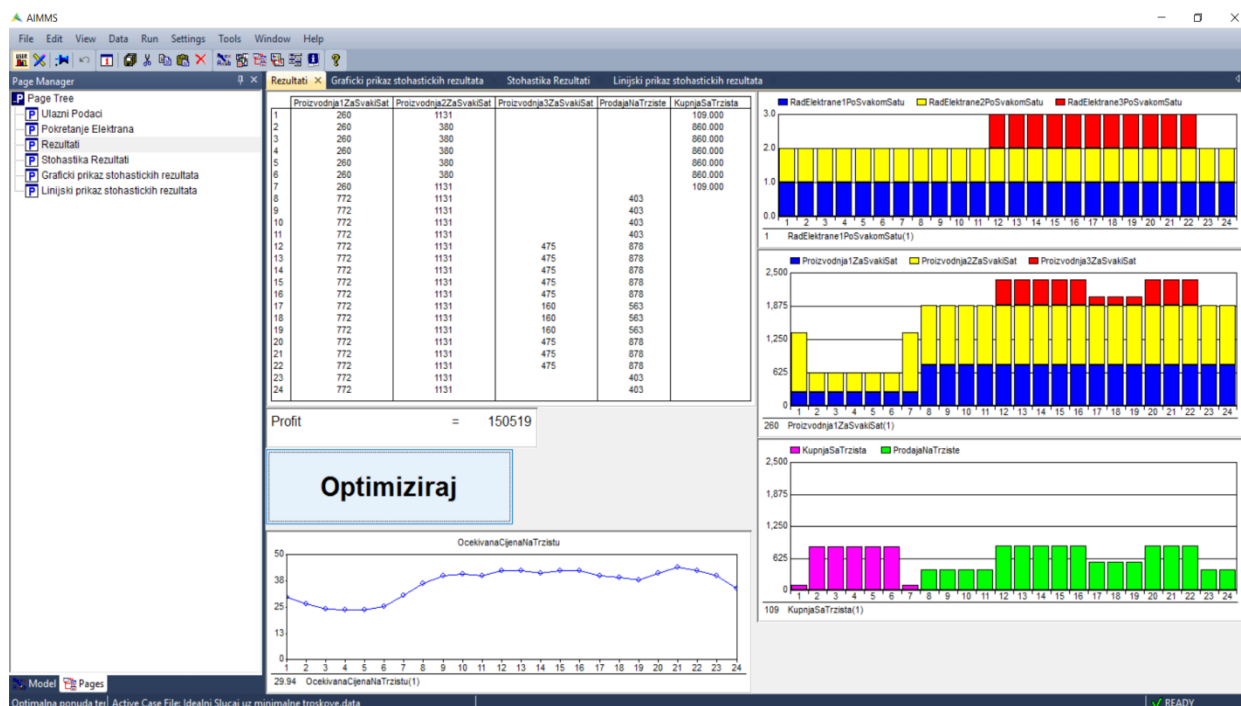 AIMMS
File Edit View Data Run Settings Tools Window Help
Page Manager
Page Tree
Ulazni Podaci
Pokretanje Elektrana
Rezultati
Stohastika Rezultati
Graficki prikaz stohastickih rezultata
Linijski prikaz stohastickih rezultata
Model Pages
Rezultati Graficki prikaz stohastickih rezultata Stohastika Rezultati Linijski prikaz stohastickih rezultata
Proizvodnja1ZaSvakiSat Proizvodnja2ZaSvakiSat Proizvodnja3ZaSvakiSat ProdajaNaTrziste KupnjaSaTrzista
1 260 1131 109.000
2 260 380 860.000
3 260 380 860.000
4 260 380 860.000
5 260 380 860.000
6 260 380 860.000
7 260 1131 109.000
8 772 1131 403
9 772 1131 403
10 772 1131 403
11 772 1131 403
12 772 1131 475 878
13 772 1131 475 878
14 772 1131 475 878
15 772 1131 475 878
16 772 1131 475 878
17 772 1131 160 563
18 772 1131 160 563
19 772 1131 160 563
20 772 1131 475 878
21 772 1131 475 878
22 772 1131 475 878
23 772 1131 403
24 772 1131 403
Profit = 150519
Optimiziraj
OcekivanaCijenaNaTrzistu
50
38
25
13
0
1 2 3 4 5 6 7 8 9 10 11 12 13 14 15 16 17 18 19 20 21 22 23 24
29.94 OcekivanaCijenaNaTrzistu(1)
RadElektrane1PoSvakomSatu RadElektrane2PoSvakomSatu RadElektrane3PoSvakomSatu
3.0
2.0
1.0
0.0
1 2 3 4 5 6 7 8 9 10 11 12 13 14 15 16 17 18 19 20 21 22 23 24
1 RadElektrane1PoSvakomSatu(1)
Proizvodnja1ZaSvakiSat Proizvodnja2ZaSvakiSat Proizvodnja3ZaSvakiSat
2,500
1,875
1,250
625
0
1 2 3 4 5 6 7 8 9 10 11 12 13 14 15 16 17 18 19 20 21 22 23 24
260 Proizvodnja1ZaSvakiSat(1)
KupnjaSaTrzista ProdajaNaTrziste
2,500
1,875
1,250
625
0
1 2 3 4 5 6 7 8 9 10 11 12 13 14 15 16 17 18 19 20 21 22 23 24
109 KupnjaSaTrzista(1)
Optimalna ponuda ter Active Case File: Idealni Slucaj uz minimalne troskove.data READY